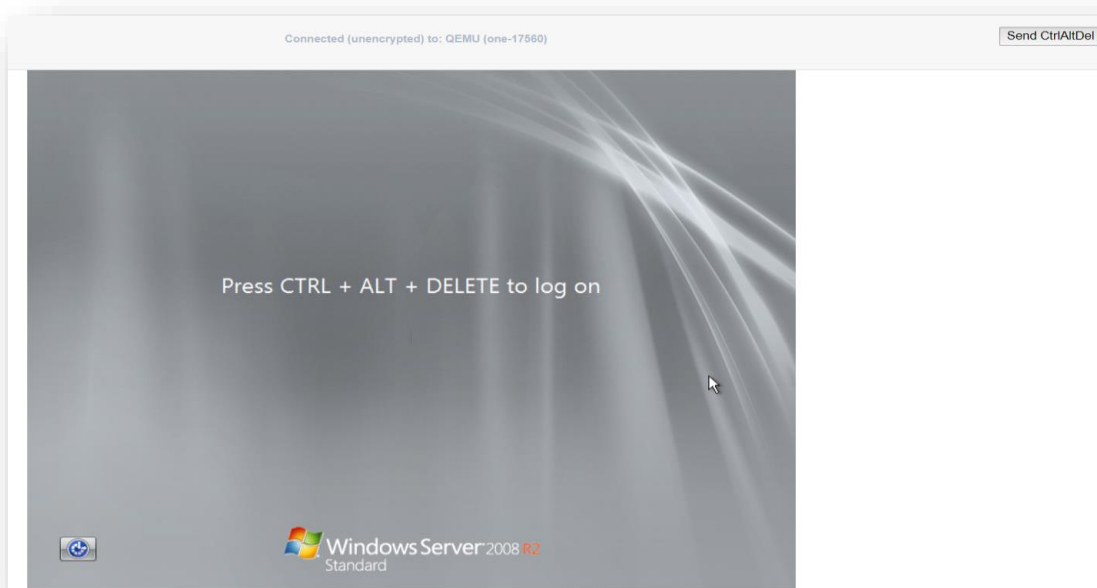 Connected (unencrypted) to: QEMU (one-17560)
Send CtrlAltDel
Press CTRL + ALT + DELETE to log on
Windows Server 2008 R2
Standard